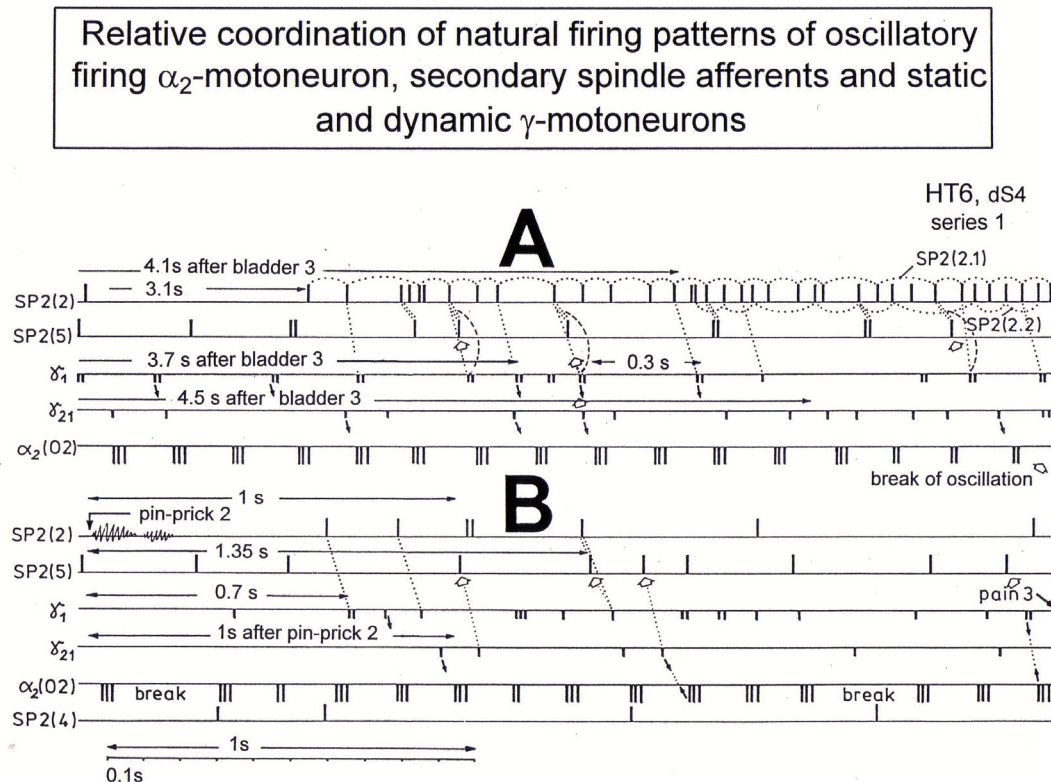 Relative coordination of natural firing patterns of oscillatory
firing α₂-motoneuron, secondary spindle afferents and static
and dynamic γ-motoneurons
HT6, dS4
series 1
A
4.1s after bladder 3
SP2(2.1)
3.1s
SP2(2)
SP2(5)
SP2(2.2)
3.7 s after bladder 3
0.3s
γ₁
4.5 s after bladder 3
γ₂₁
α₂(O2)
break of oscillation
B
1 s
pin-prick 2
SP2(2)
1.35 s
SP2(5)
0.7 s
pain 3
γ₁
1s after pin-prick 2
γ₂₁
α₂(O2) break break
SP2(4)
1s
0.1s